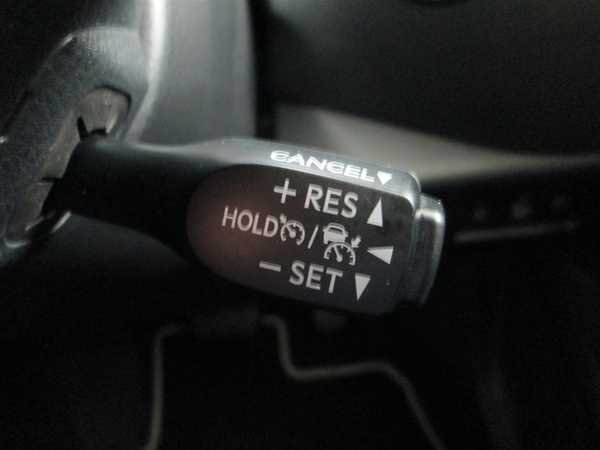 CANCEL▼
+ RES ▲
HOLD / ◀
− SET ▼